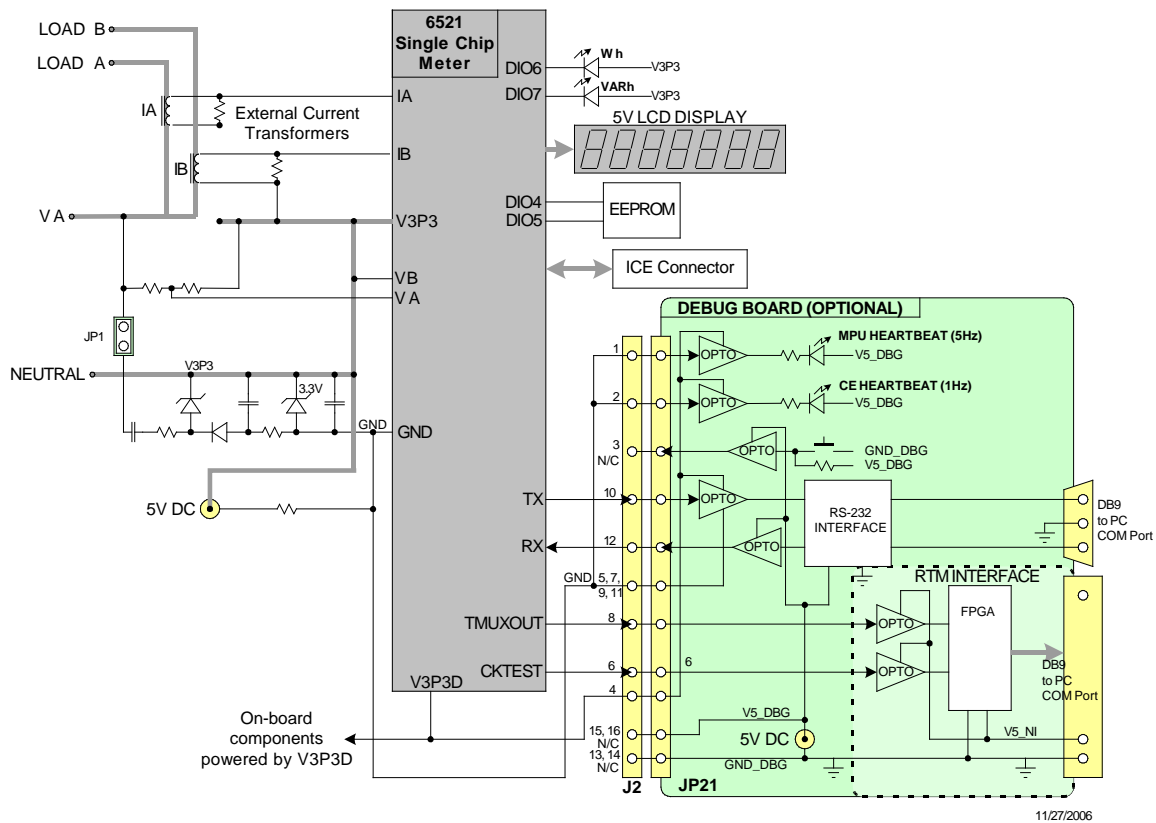 LOAD B
LOAD A
IA
External Current
Transformers
IB
V A
JP1
NEUTRAL
V3P3
3.3V
GND
5V DC
6521
Single Chip
Meter
IA
IB
V3P3
VB
V A
GND
DIO6
DIO7
Wh
V3P3
VARh
V3P3
5V LCD DISPLAY
DIO4
DIO5
EEPROM
ICE Connector
DEBUG BOARD (OPTIONAL)
1
OPTO
MPU HEARTBEAT (5Hz)
V5_DBG
2
OPTO
CE HEARTBEAT (1Hz)
V5_DBG
3
N/C
OPTO
GND_DBG
V5_DBG
TX
10
OPTO
RS-232
INTERFACE
DB9
to PC
COM Port
RX
12
OPTO
GND
5, 7,
9, 11
RTM INTERFACE
TMUXOUT
8
OPTO
FPGA
CKTEST
6
6
OPTO
DB9
to PC
COM Port
V3P3D
4
On-board
components
powered by V3P3D
15, 16
N/C
13, 14
N/C
V5_DBG
5V DC
GND_DBG
V5_NI
J2
JP21
11/27/2006